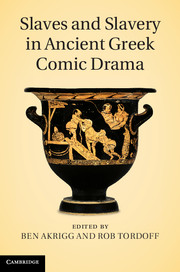 Slaves and Slavery
in Ancient Greek
Comic Drama
EDITED BY
BEN AKRIGG AND ROB TORDOFF
CAMBRIDGE